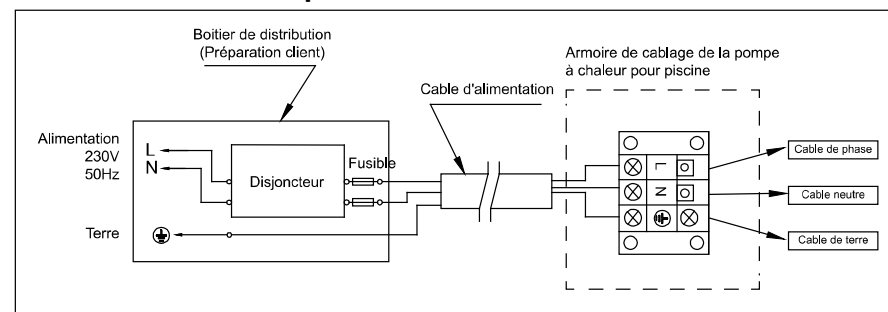 Boitier de distribution
(Préparation client)
Armoire de cablage de la pompe
à chaleur pour piscine
Cable d'alimentation
Alimentation
230V
50Hz
L
N
Disjoncteur
Fusible
Terre
L
N
Cable de phase
Cable neutre
Cable de terre